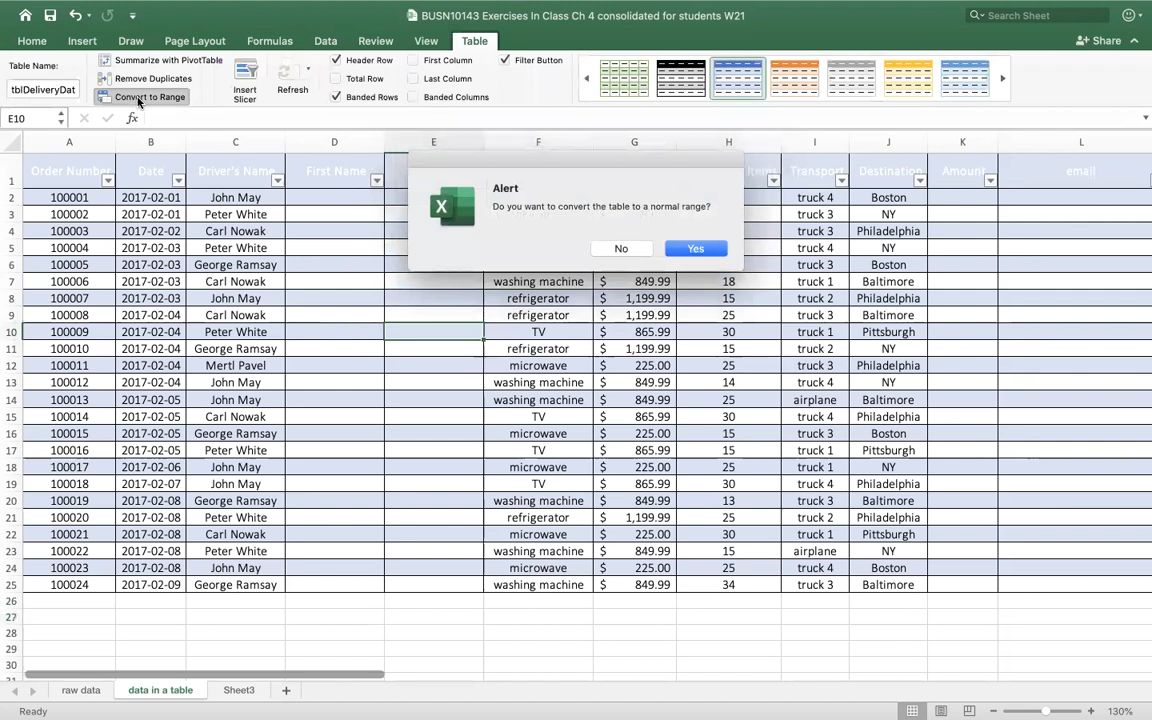 BUSN10143 Exercises In Class Ch 4 consolidated for students W21
Search Sheet
Home Insert Draw Page Layout Formulas Data Review View Table Share
Table Name:
tblDeliveryDat
Summarize with PivotTable
Remove Duplicates
Convert to Range
Insert
Slicer
Refresh
Header Row First Column Filter Button
Total Row Last Column
Banded Rows Banded Columns
E10 fx
A B C D E F G H I J K L
1 Order Number Date Driver's Name First Name Transport Destination Amount email
Alert
Do you want to convert the table to a normal range?
No Yes
2 100001 2017-02-01 John May truck 4 Boston
3 100002 2017-02-01 Peter White truck 3 NY
4 100003 2017-02-02 Carl Nowak truck 3 Philadelphia
5 100004 2017-02-03 Peter White truck 4 NY
6 100005 2017-02-03 George Ramsay truck 3 Boston
7 100006 2017-02-03 Carl Nowak washing machine $ 849.99 18 truck 1 Baltimore
8 100007 2017-02-03 John May refrigerator $ 1,199.99 15 truck 2 Philadelphia
9 100008 2017-02-04 Carl Nowak refrigerator $ 1,199.99 25 truck 3 Baltimore
10 100009 2017-02-04 Peter White TV $ 865.99 30 truck 1 Pittsburgh
11 100010 2017-02-04 George Ramsay refrigerator $ 1,199.99 15 truck 2 NY
12 100011 2017-02-04 Mertl Pavel microwave $ 225.00 25 truck 3 Philadelphia
13 100012 2017-02-04 John May washing machine $ 849.99 14 truck 4 NY
14 100013 2017-02-05 John May washing machine $ 849.99 25 airplane Baltimore
15 100014 2017-02-05 Carl Nowak TV $ 865.99 30 truck 4 Philadelphia
16 100015 2017-02-05 George Ramsay microwave $ 225.00 15 truck 3 Boston
17 100016 2017-02-05 Peter White TV $ 865.99 15 truck 1 Pittsburgh
18 100017 2017-02-06 John May microwave $ 225.00 25 truck 1 NY
19 100018 2017-02-07 John May TV $ 865.99 30 truck 4 Philadelphia
20 100019 2017-02-08 George Ramsay washing machine $ 849.99 13 truck 3 Baltimore
21 100020 2017-02-08 Peter White refrigerator $ 1,199.99 25 truck 2 Philadelphia
22 100021 2017-02-08 Carl Nowak microwave $ 225.00 30 truck 1 Pittsburgh
23 100022 2017-02-08 Peter White washing machine $ 849.99 15 airplane NY
24 100023 2017-02-08 John May microwave $ 225.00 25 truck 4 Boston
25 100024 2017-02-09 George Ramsay washing machine $ 849.99 34 truck 3 Baltimore
26
27
28
29
30
raw data data in a table Sheet3
Ready 130%